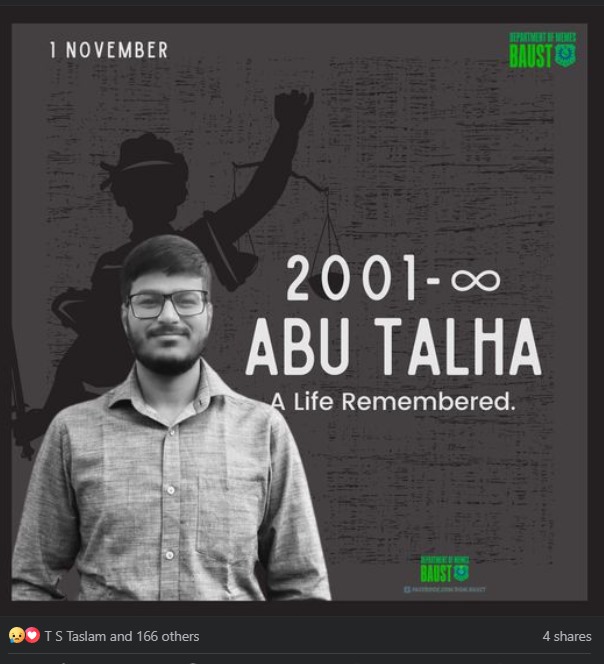 1 NOVEMBER
DEPARTMENT OF MEMES
BAUST
2001-∞
ABU TALHA
A Life Remembered.
DEPARTMENT OF MEMES
BAUST
T S Taslam and 166 others
4 shares